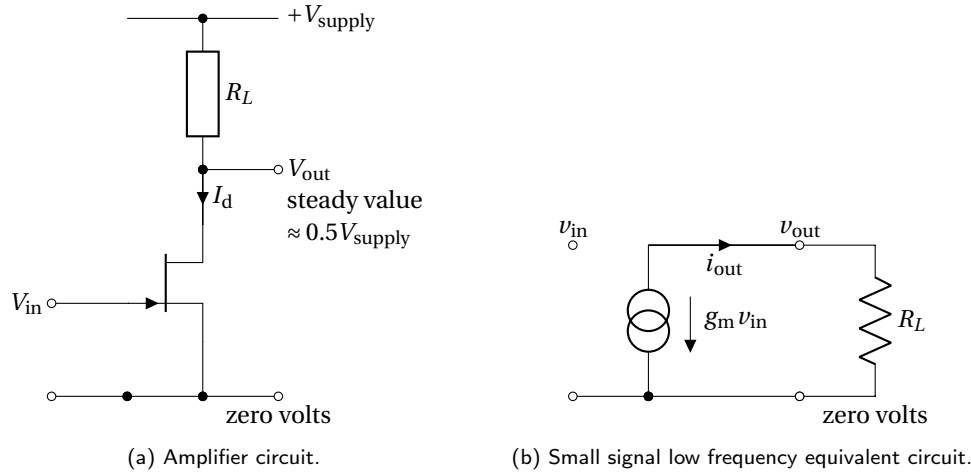 +V_supply
R_L
V_out
I_d
steady value
≈ 0.5V_supply
V_in
zero volts
(a) Amplifier circuit.
v_in
v_out
i_out
g_m v_in
R_L
zero volts
(b) Small signal low frequency equivalent circuit.